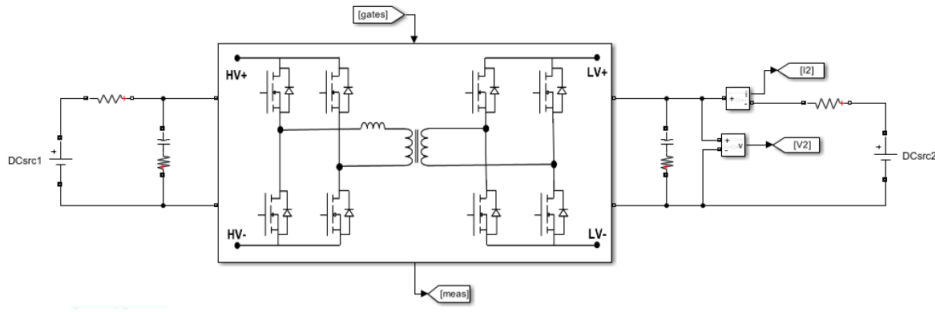 [gates]
HV+
LV+
[I2]
i
+
-
DCsrc1
+
+
v
-
[V2]
+
DCsrc2
HV-
LV-
[meas]